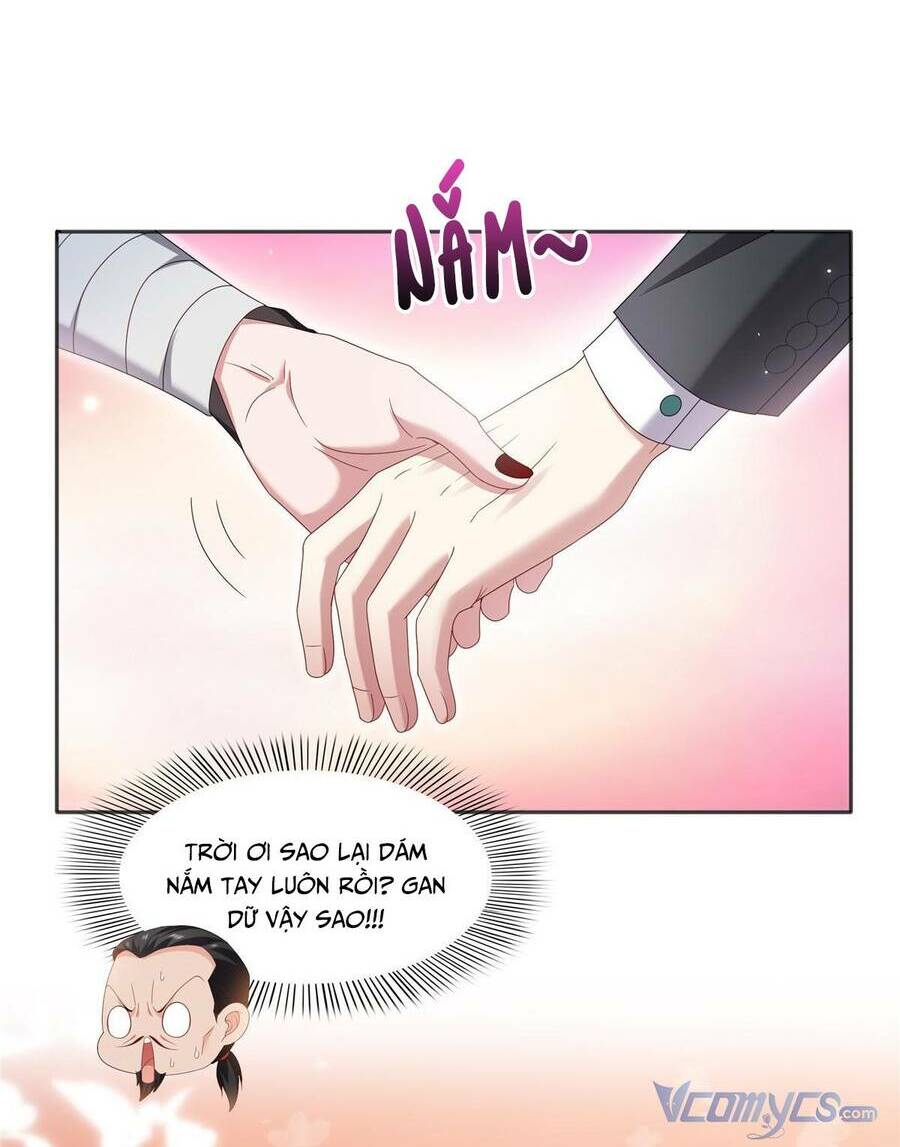 NẮM~
TRỜI ƠI SAO LẠI DÁM
NẮM TAY LUÔN RỒI? GAN
DỮ VẬY SAO!!!
VCOMYCS.com